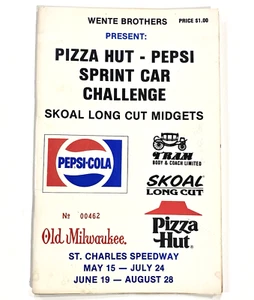 WENTE BROTHERS PRICE $1.00
PRESENT:
PIZZA HUT - PEPSI
SPRINT CAR
CHALLENGE
SKOAL LONG CUT MIDGETS
PEPSI-COLA
TRAM
BODY & COACH LIMITED
SKOAL
LONG CUT
Nº 00462
Old Milwaukee.
Pizza
Hut®
ST. CHARLES SPEEDWAY
MAY 15 — JULY 24
JUNE 19 — AUGUST 28